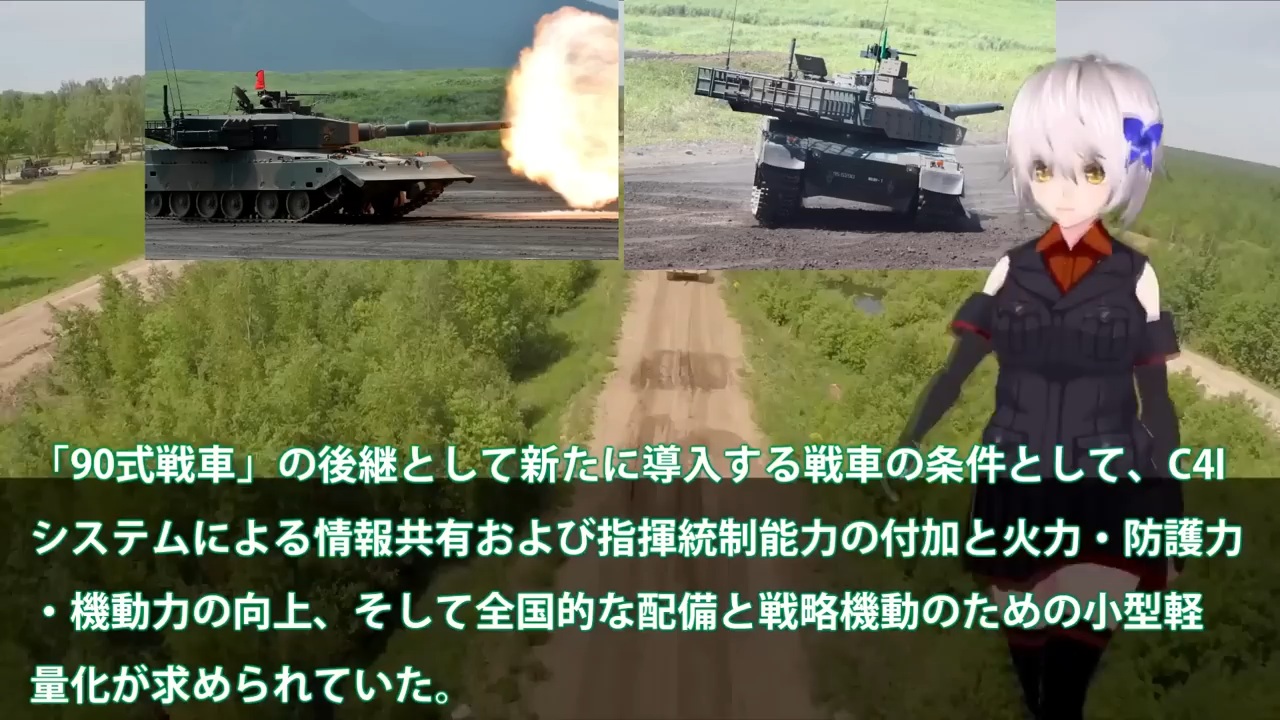 「90式戦車」の後継として新たに導入する戦車の条件として、C4I
システムによる情報共有および指揮統制能力の付加と火力・防護力
・機動力の向上、そして全国的な配備と戦略機動のための小型軽
量化が求められていた。